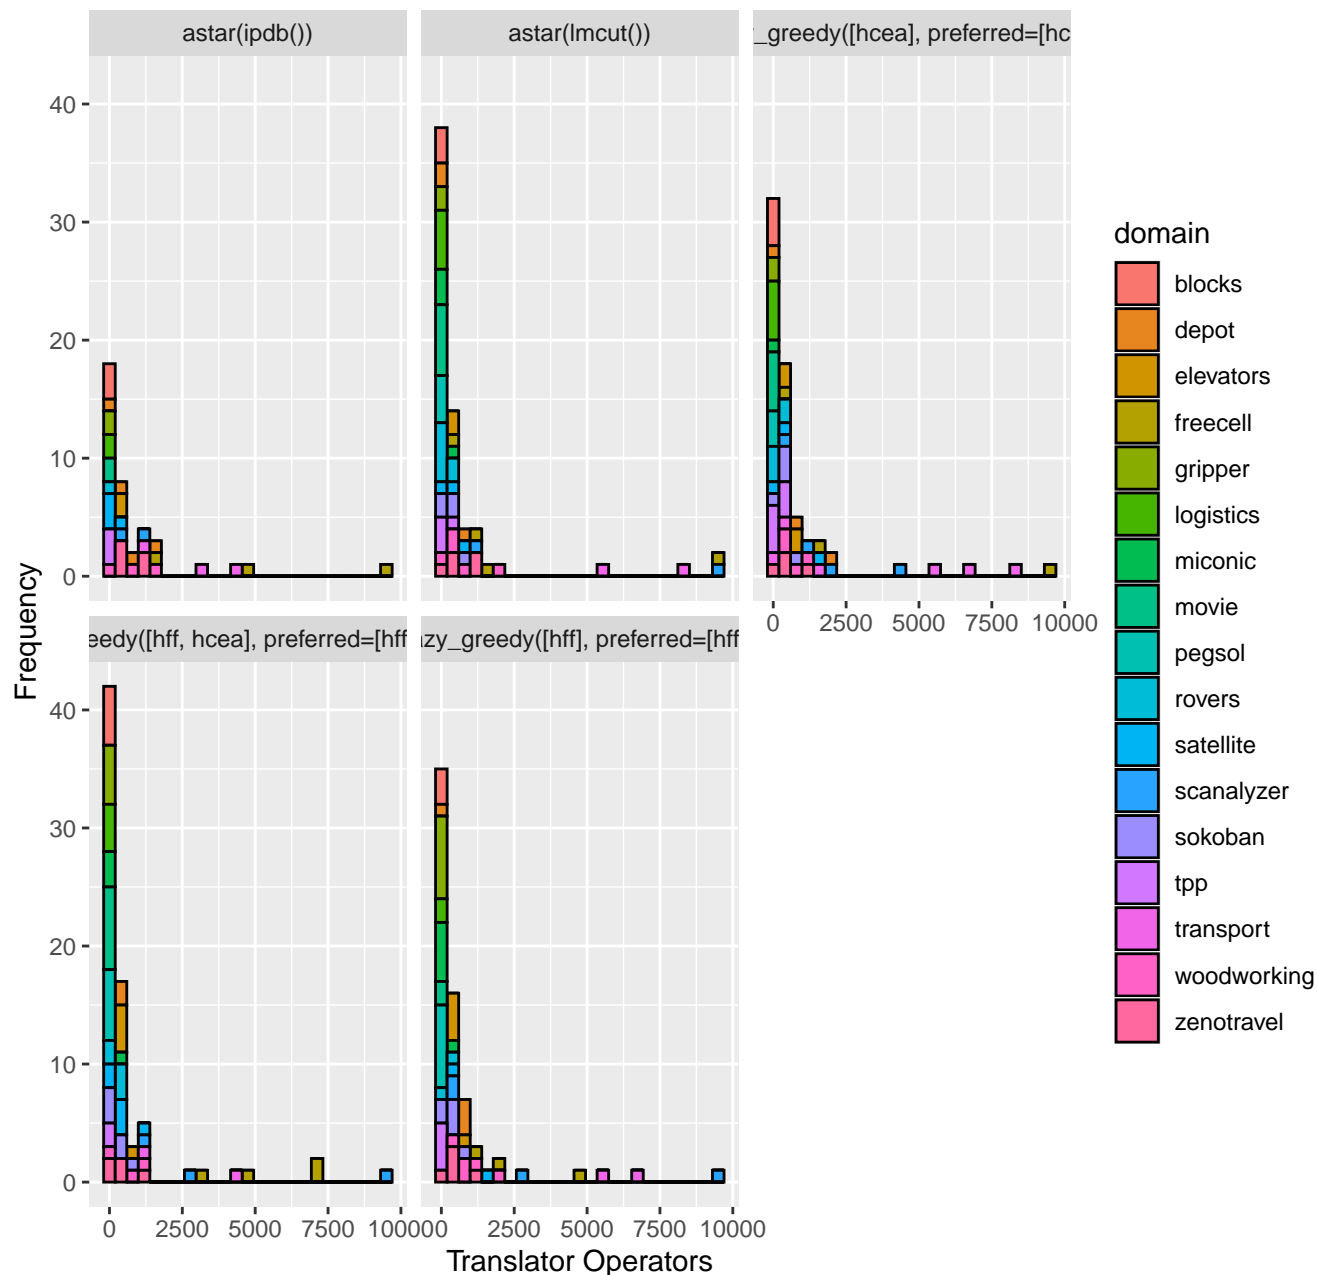 astar(ipdb())
astar(lmcut())
_greedy([hcea], preferred=[hc
40
30
20
10
0
0
2500
5000
7500
10000
eedy([hff, hcea], preferred=[hff
zy_greedy([hff], preferred=[hff
40
30
20
10
0
0
2500
5000
7500
10000
0
2500
5000
7500
10000
Frequency
Translator Operators
domain
blocks
depot
elevators
freecell
gripper
logistics
miconic
movie
pegsol
rovers
satellite
scanalyzer
sokoban
tpp
transport
woodworking
zenotravel